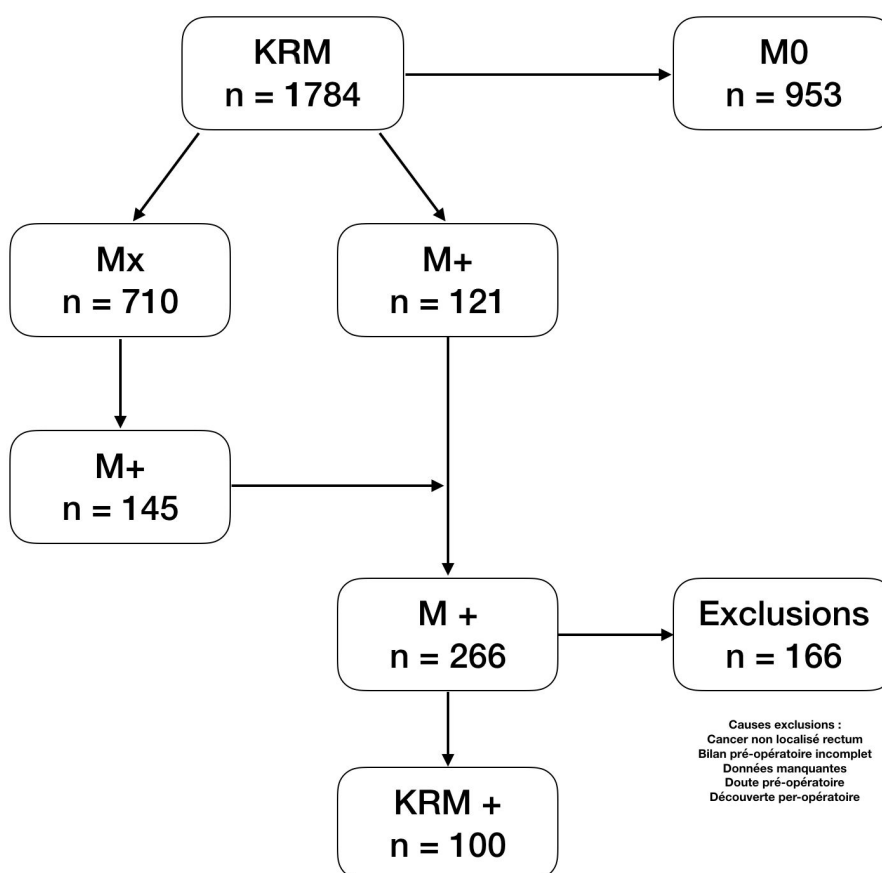 KRM
n = 1784
M0
n = 953
Mx
n = 710
M+
n = 121
M+
n = 145
M +
n = 266
Exclusions
n = 166
Causes exclusions :
Cancer non localisé rectum
Bilan pré-opératoire incomplet
Données manquantes
Doute pré-opératoire
Découverte per-opératoire
KRM +
n = 100